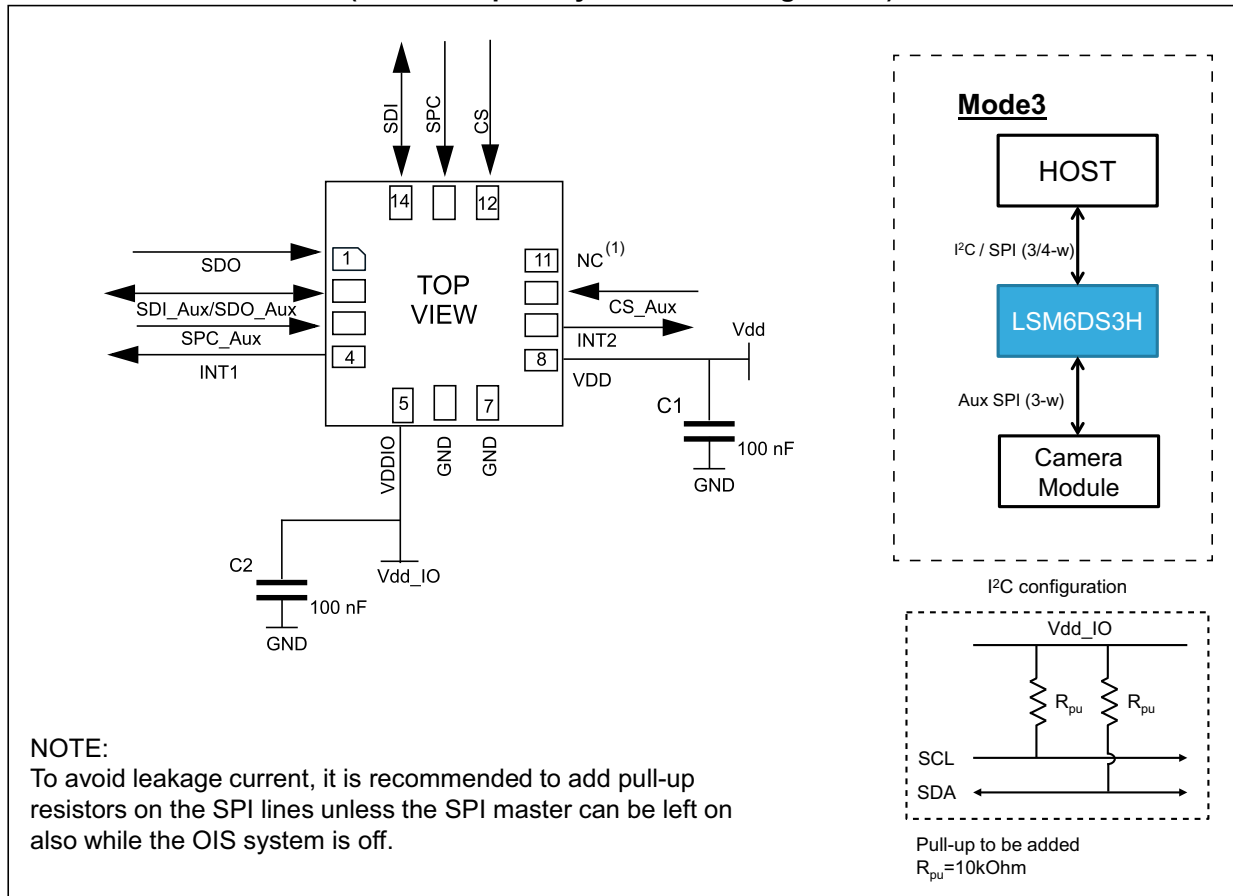 SDI
SPC
CS
14
12
1
11
NC(1)
SDO
TOP
VIEW
SDI_Aux/SDO_Aux
CS_Aux
SPC_Aux
INT2
Vdd
4
8
INT1
VDD
5
7
C1
100 nF
GND
VDDIO
GND
GND
C2
100 nF
Vdd_IO
GND
Mode3
HOST
I²C / SPI (3/4-w)
LSM6DS3H
Aux SPI (3-w)
Camera
Module
I²C configuration
Vdd_IO
Rpu
Rpu
SCL
SDA
Pull-up to be added
Rpu=10kOhm
NOTE:
To avoid leakage current, it is recommended to add pull-up
resistors on the SPI lines unless the SPI master can be left on
also while the OIS system is off.